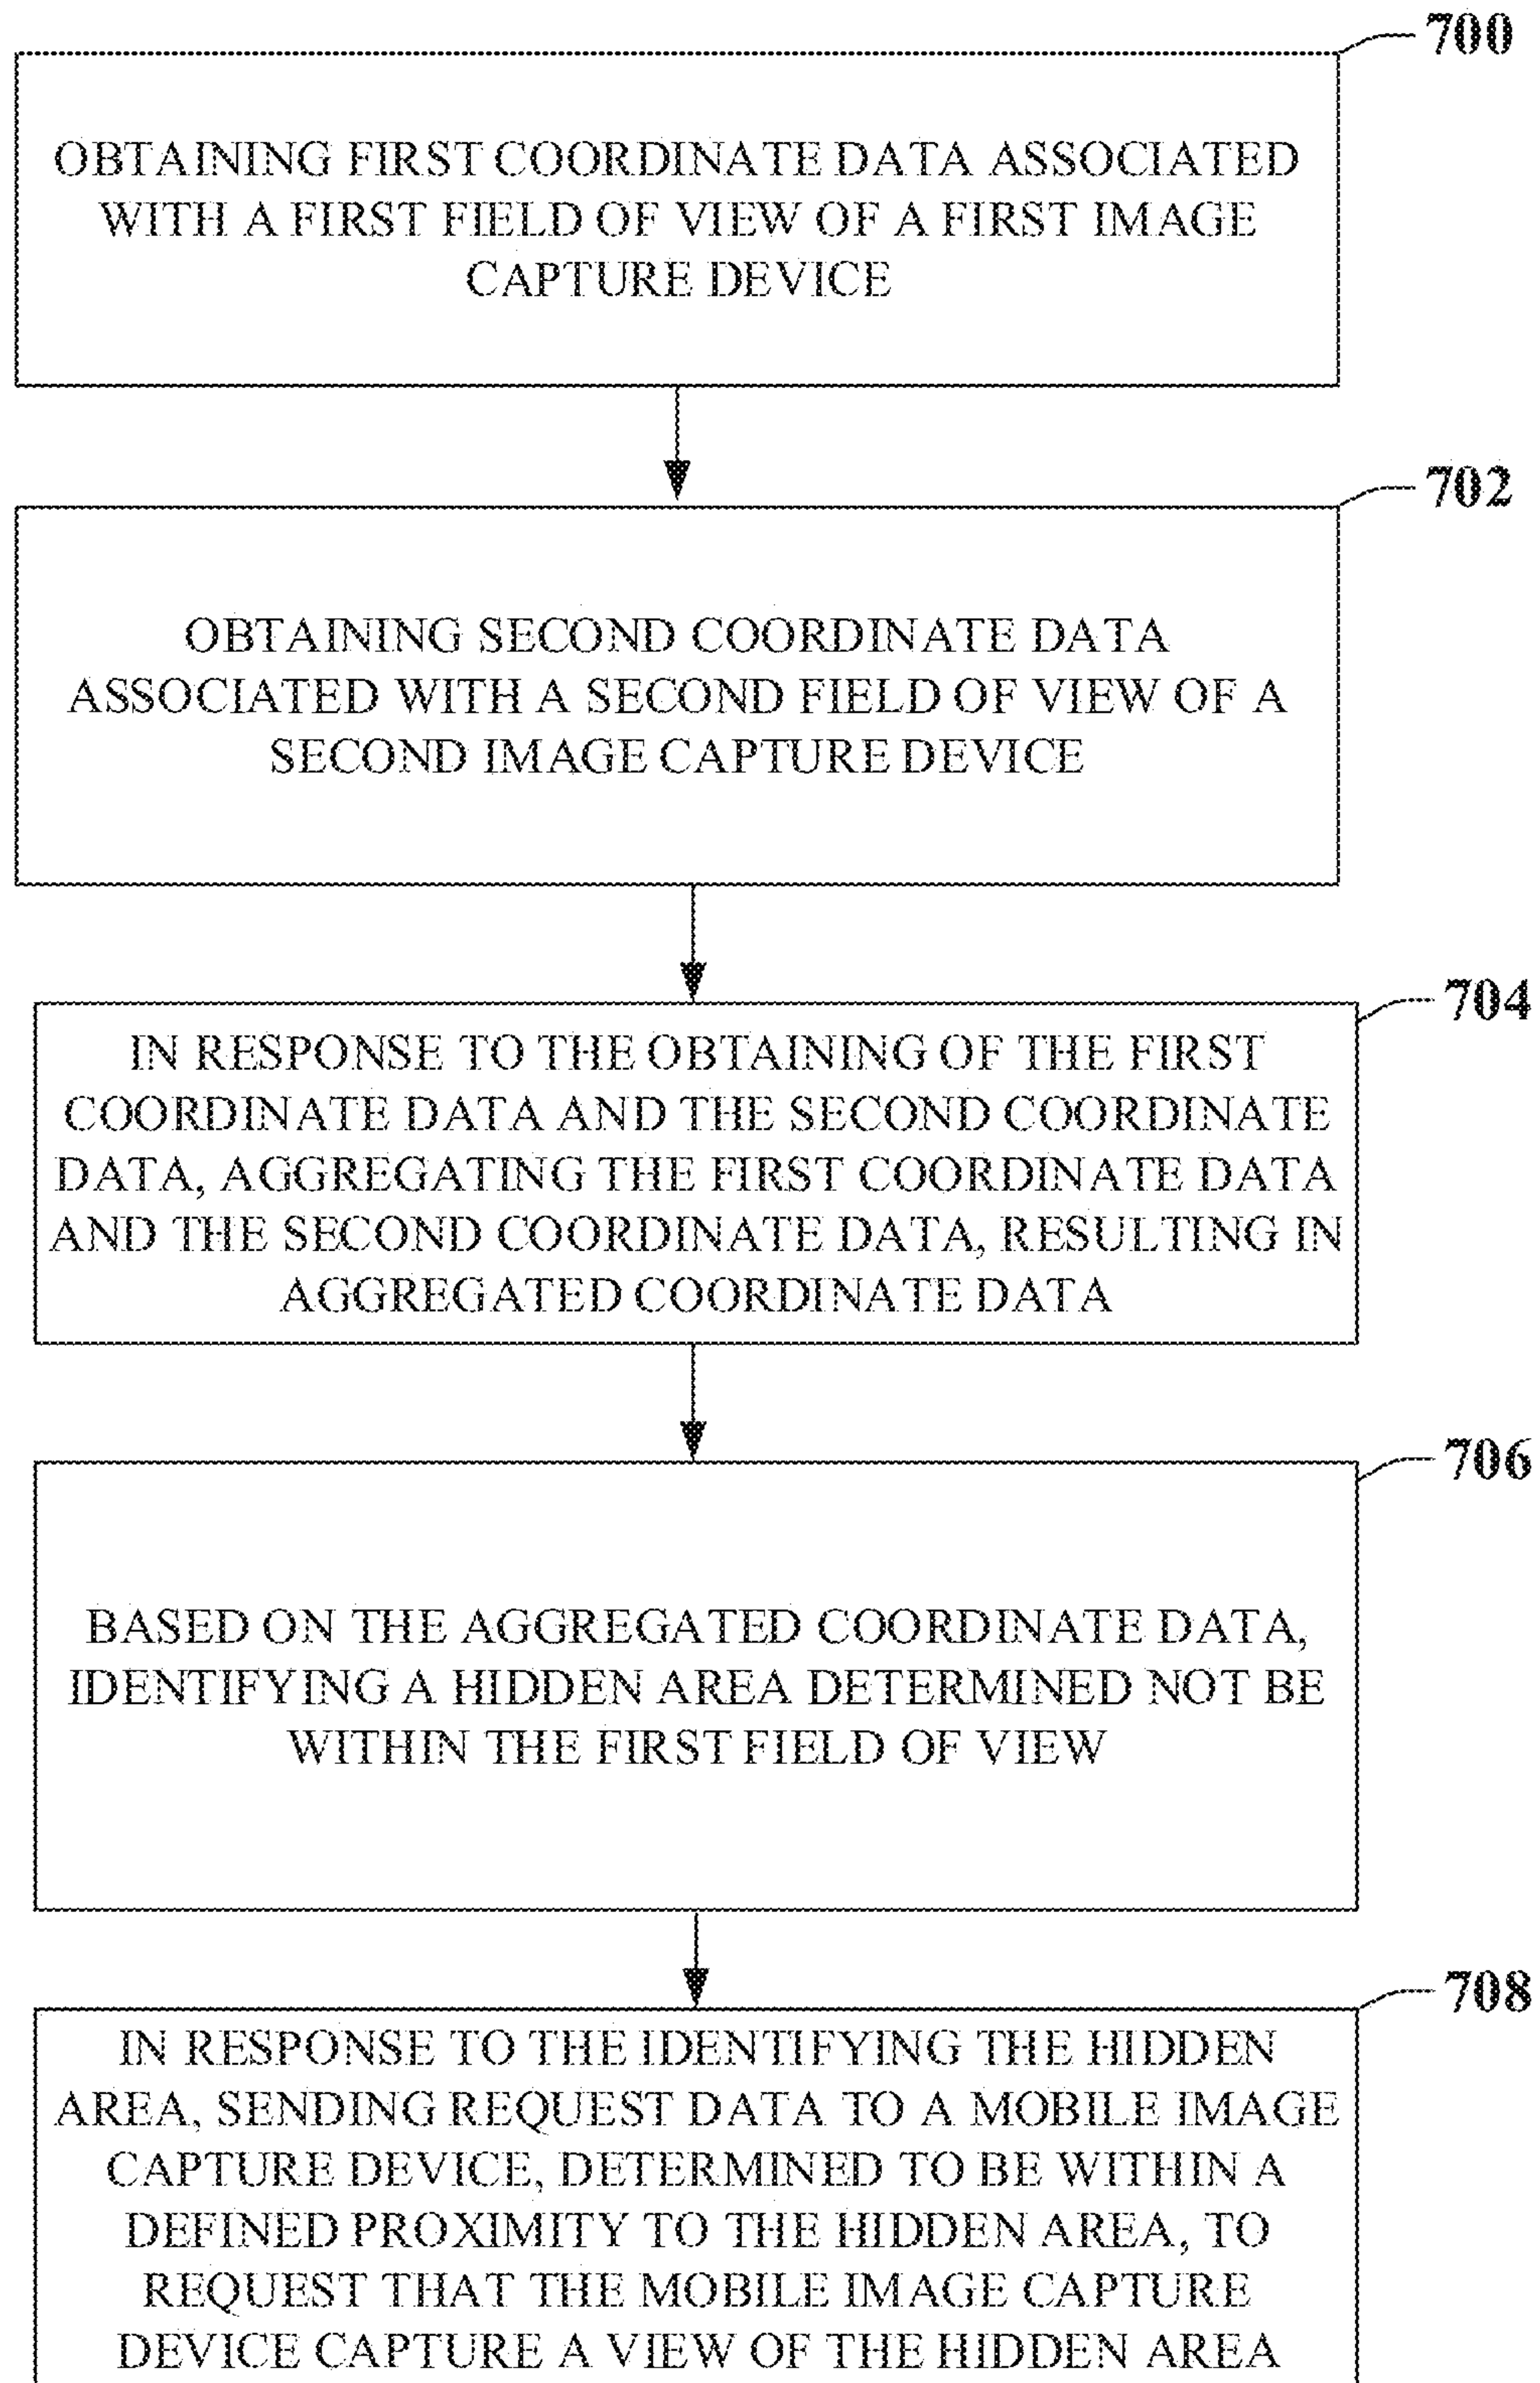 700
OBTAINING FIRST COORDINATE DATA ASSOCIATED
WITH A FIRST FIELD OF VIEW OF A FIRST IMAGE
CAPTURE DEVICE
702
OBTAINING SECOND COORDINATE DATA
ASSOCIATED WITH A SECOND FIELD OF VIEW OF A
SECOND IMAGE CAPTURE DEVICE
704
IN RESPONSE TO THE OBTAINING OF THE FIRST
COORDINATE DATA AND THE SECOND COORDINATE
DATA, AGGREGATING THE FIRST COORDINATE DATA
AND THE SECOND COORDINATE DATA, RESULTING IN
AGGREGATED COORDINATE DATA
706
BASED ON THE AGGREGATED COORDINATE DATA,
IDENTIFYING A HIDDEN AREA DETERMINED NOT BE
WITHIN THE FIRST FIELD OF VIEW
708
IN RESPONSE TO THE IDENTIFYING THE HIDDEN
AREA, SENDING REQUEST DATA TO A MOBILE IMAGE
CAPTURE DEVICE, DETERMINED TO BE WITHIN A
DEFINED PROXIMITY TO THE HIDDEN AREA, TO
REQUEST THAT THE MOBILE IMAGE CAPTURE
DEVICE CAPTURE A VIEW OF THE HIDDEN AREA